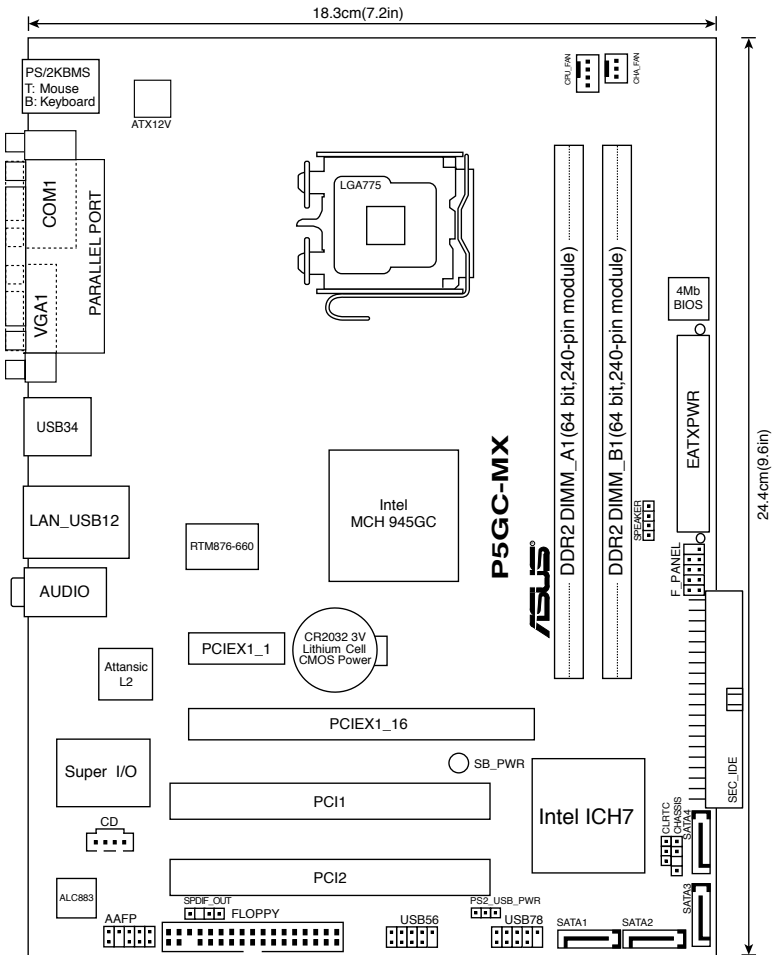 18.3cm(7.2in)
PS/2KBMS
T: Mouse
B: Keyboard
ATX12V
CPU_FAN
CHA_FAN
COM1
PARALLEL PORT
VGA1
LGA775
DDR2 DIMM_A1(64 bit,240-pin module)
DDR2 DIMM_B1(64 bit,240-pin module)
4Mb
BIOS
EATXPWR
24.4cm(9.6in)
USB34
LAN_USB12
AUDIO
RTM876-660
Intel
MCH 945GC
P5GC-MX
ASUS®
SPEAKER
F_PANEL
PCIEX1_1
CR2032 3V
Lithium Cell
CMOS Power
Attansic
L2
PCIEX1_16
SB_PWR
Super I/O
PCI1
Intel ICH7
SEC_IDE
CLRTC
CHASSIS
SATA4
CD
PCI2
ALC883
SATA3
AAFP
SPDIF_OUT
FLOPPY
USB56
PS2_USB_PWR
USB78
SATA1
SATA2